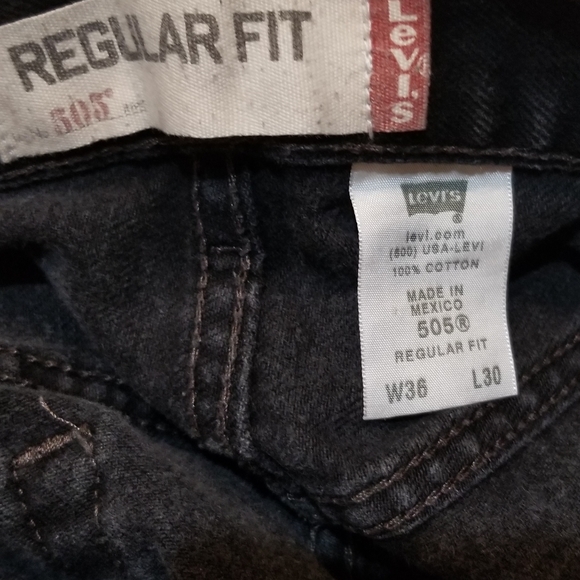 REGULAR FIT
505®
Levi's
Levi's
®
levi.com
(800) USA-LEVI
100% COTTON
MADE IN
MEXICO
505®
REGULAR FIT
W36 L30